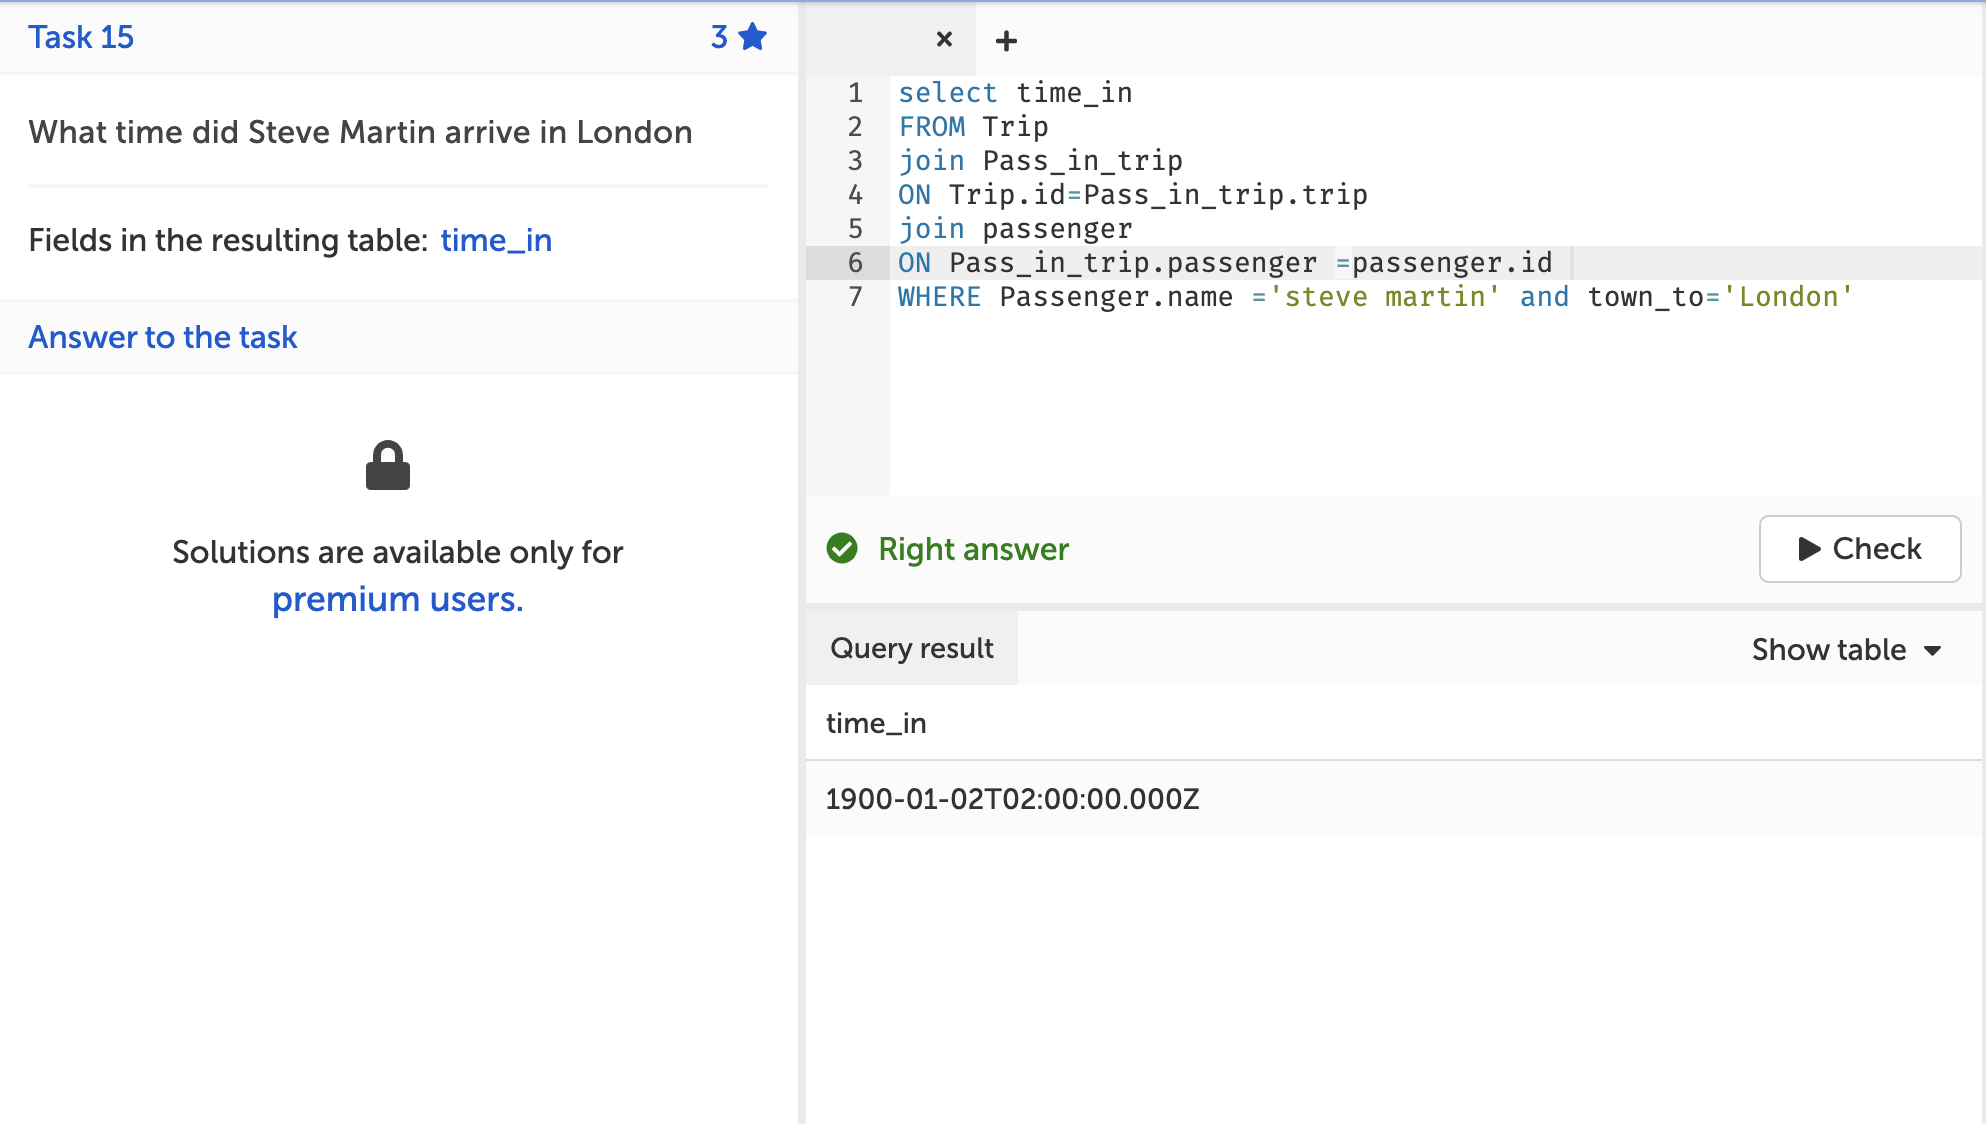 Task 15
3
What time did Steve Martin arrive in London
Fields in the resulting table: time_in
Answer to the task
Solutions are available only for
premium users.
1 select time_in
2 FROM Trip
3 join Pass_in_trip
4 ON Trip.id=Pass_in_trip.trip
5 join passenger
6 ON Pass_in_trip.passenger =passenger.id
7 WHERE Passenger.name ='steve martin' and town_to='London'
Right answer
Check
Query result
Show table
time_in
1900-01-02T02:00:00.000Z